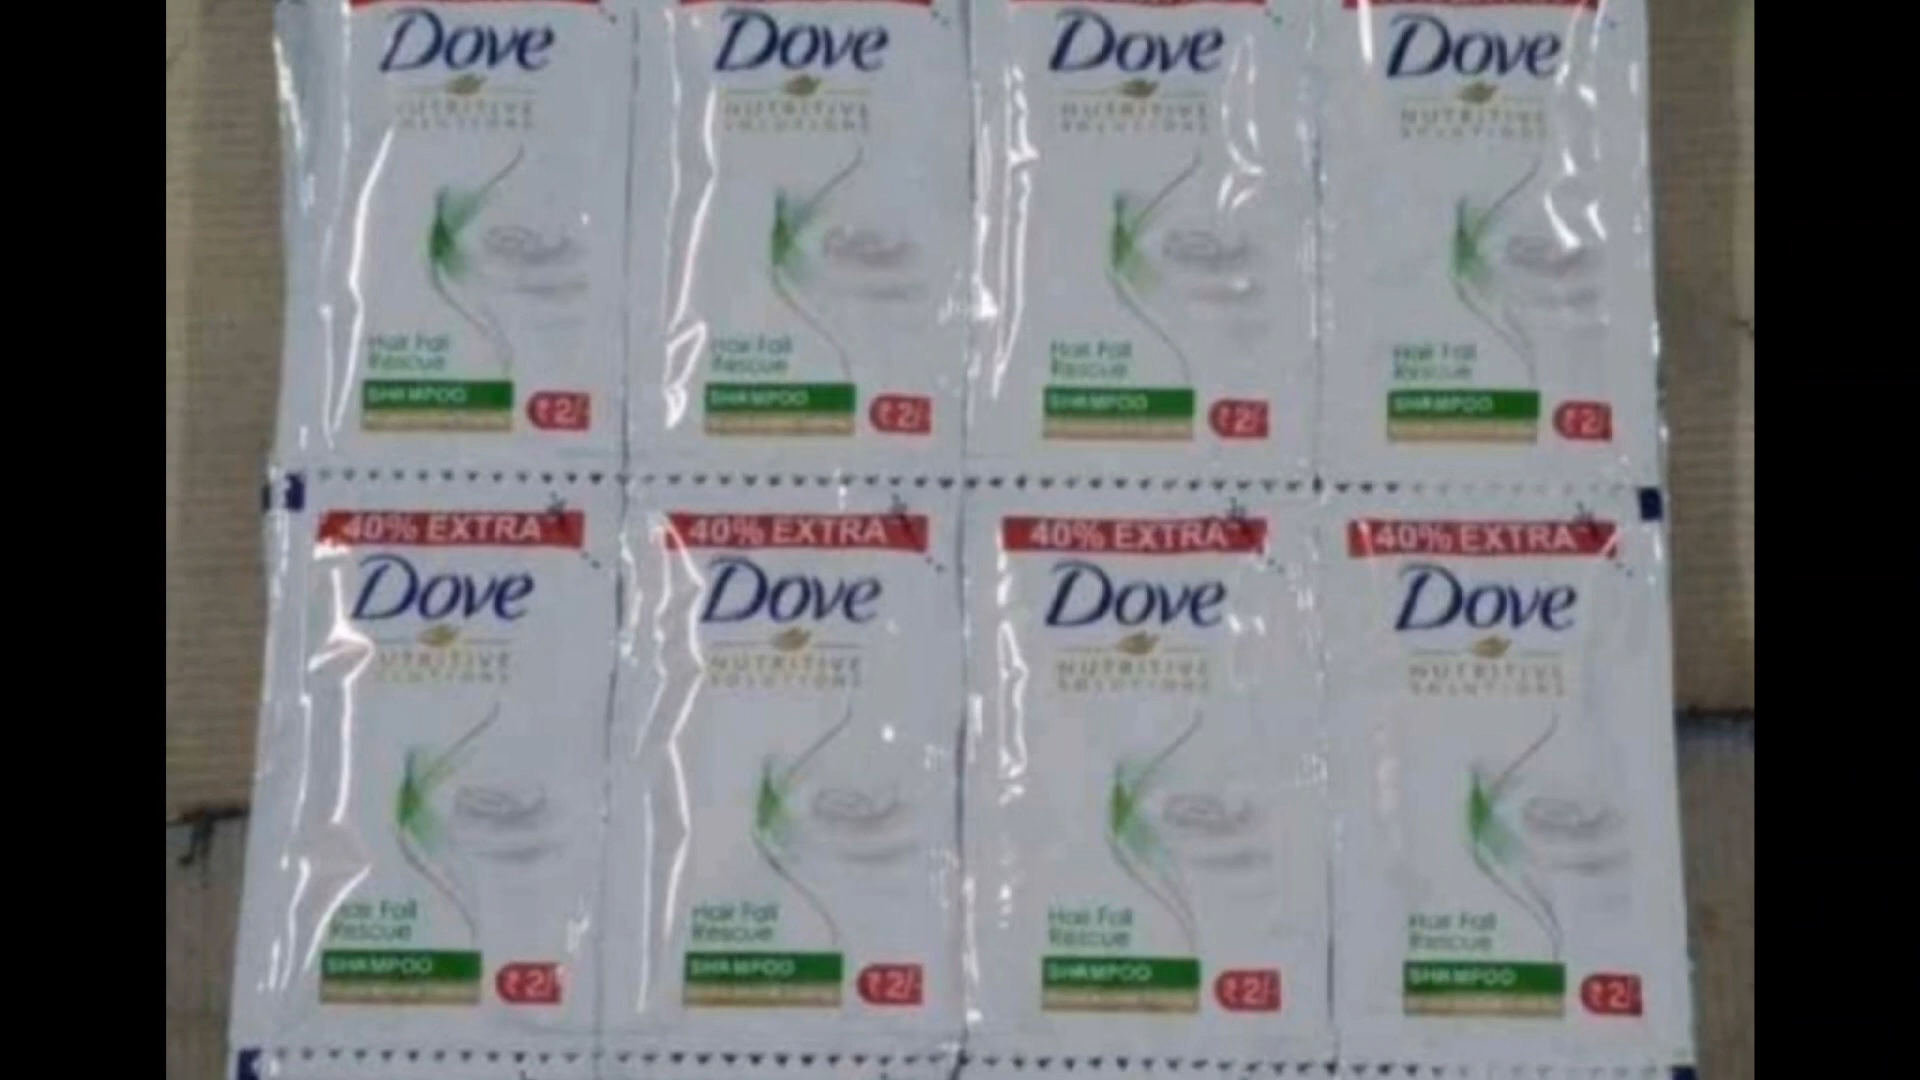 Dove Dove Dove Dove
NUTRITIVE NUTRITIVE NUTRITIVE NUTRITIVE
SOLUTIONS SOLUTIONS SOLUTIONS SOLUTIONS
Hair Fall Hair Fall Hair Fall Hair Fall
Rescue Rescue Rescue Rescue
SHAMPOO ₹2/- SHAMPOO ₹2/- SHAMPOO ₹2/- SHAMPOO ₹2/-
40% EXTRA* 40% EXTRA* 40% EXTRA* 40% EXTRA*
Dove Dove Dove Dove
NUTRITIVE NUTRITIVE NUTRITIVE NUTRITIVE
SOLUTIONS SOLUTIONS SOLUTIONS SOLUTIONS
Hair Fall Hair Fall Hair Fall Hair Fall
Rescue Rescue Rescue Rescue
SHAMPOO ₹2/- SHAMPOO ₹2/- SHAMPOO ₹2/- SHAMPOO ₹2/-